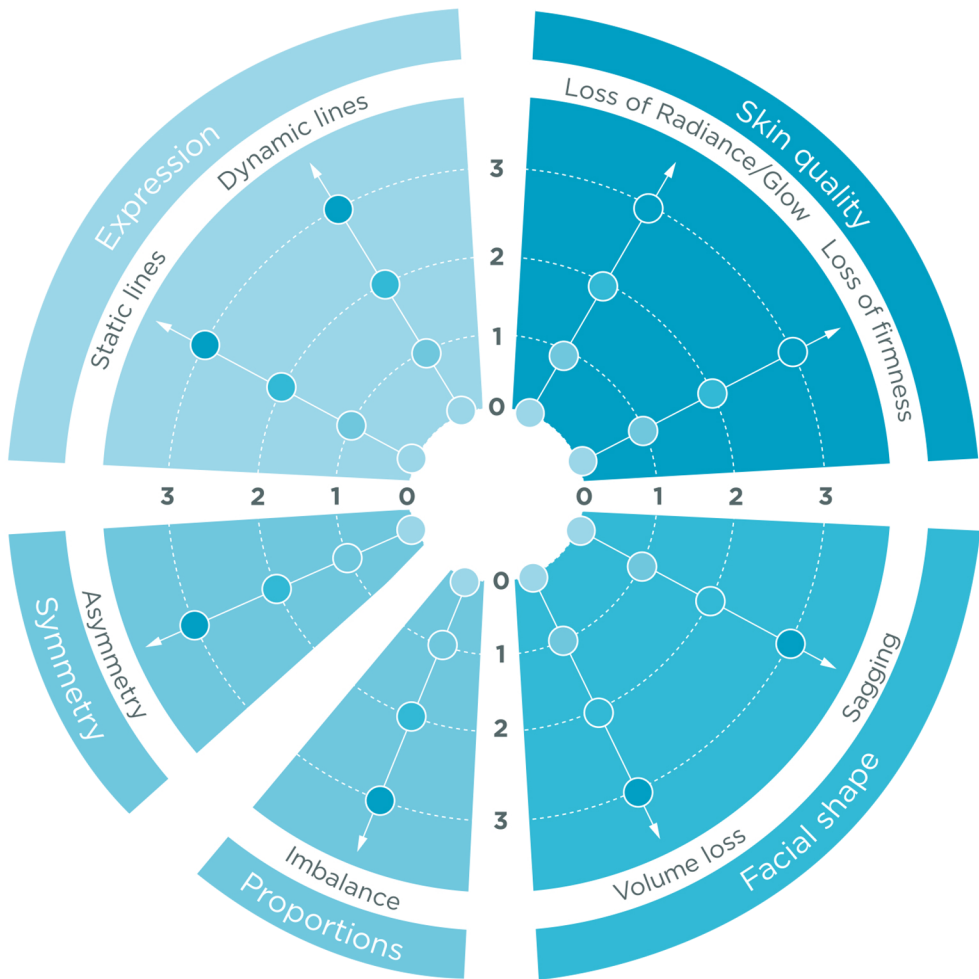 Expression
Dynamic lines
Static lines
Skin quality
Loss of Radiance/Glow
Loss of firmness
3
2
1
0
3 2 1 0
0 1 2 3
0
1
2
3
Symmetry
Asymmetry
Proportions
Imbalance
Facial shape
Volume loss
Sagging